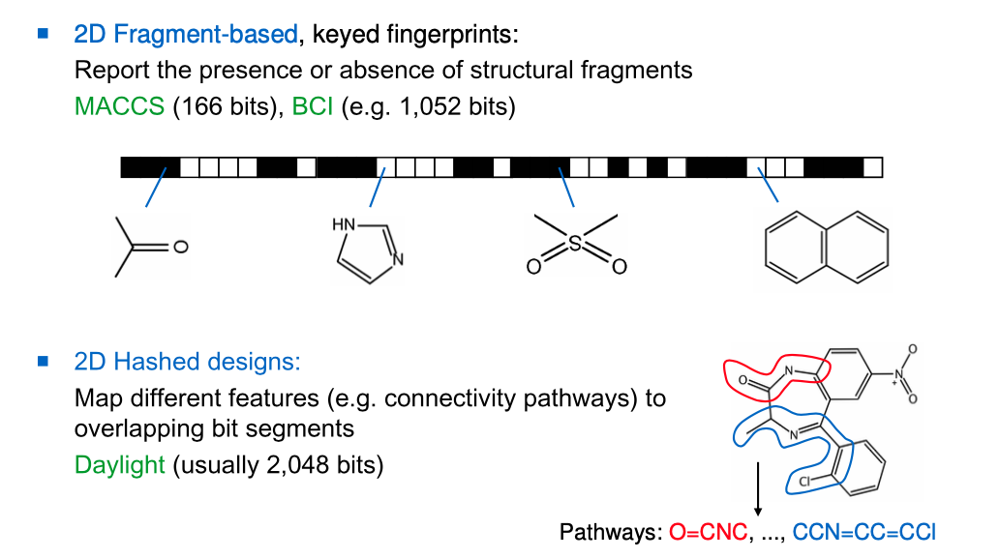 2D Fragment-based, keyed fingerprints:
Report the presence or absence of structural fragments
MACCS (166 bits), BCI (e.g. 1,052 bits)
O
HN
N
S
O
O
2D Hashed designs:
Map different features (e.g. connectivity pathways) to
overlapping bit segments
Daylight (usually 2,048 bits)
O
N
O
N
+
O
N
Cl
Pathways: O=CNC, ..., CCN=CC=CCl